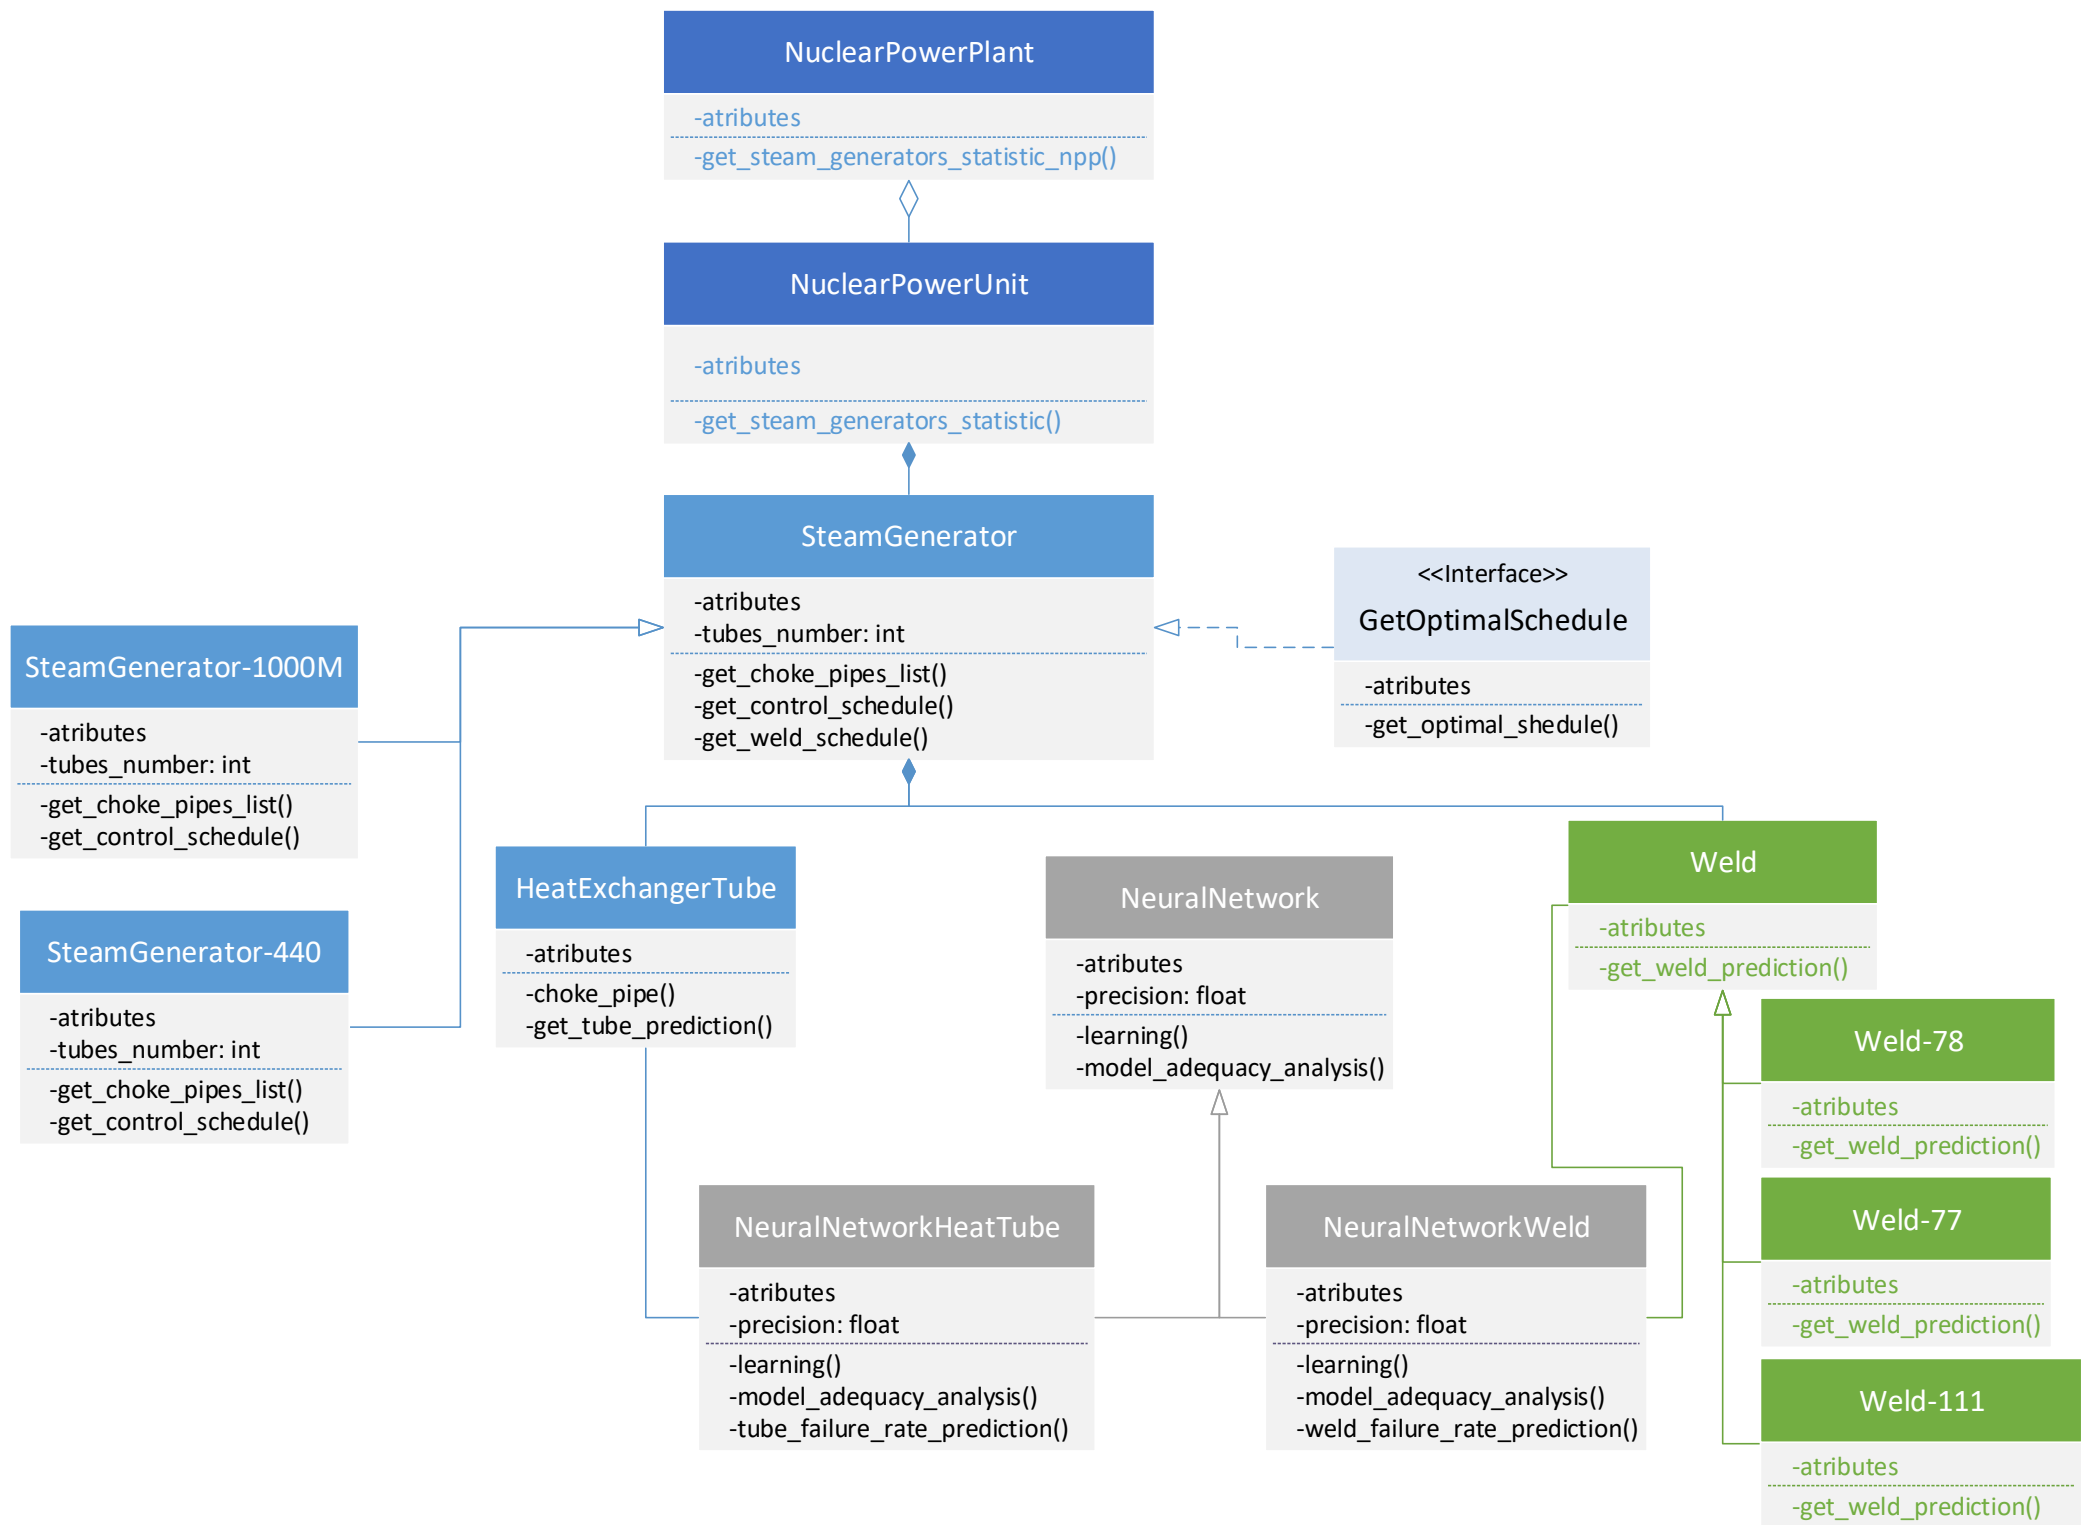 NuclearPowerPlant
-atributes
-get_steam_generators_statistic_npp()
NuclearPowerUnit
-atributes
-get_steam_generators_statistic()
SteamGenerator
-atributes
-tubes_number: int
-get_choke_pipes_list()
-get_control_schedule()
-get_weld_schedule()
<<Interface>>
GetOptimalSchedule
-atributes
-get_optimal_shedule()
SteamGenerator-1000M
-atributes
-tubes_number: int
-get_choke_pipes_list()
-get_control_schedule()
SteamGenerator-440
-atributes
-tubes_number: int
-get_choke_pipes_list()
-get_control_schedule()
HeatExchangerTube
-atributes
-choke_pipe()
-get_tube_prediction()
NeuralNetwork
-atributes
-precision: float
-learning()
-model_adequacy_analysis()
Weld
-atributes
-get_weld_prediction()
Weld-78
-atributes
-get_weld_prediction()
Weld-77
-atributes
-get_weld_prediction()
Weld-111
-atributes
-get_weld_prediction()
NeuralNetworkHeatTube
-atributes
-precision: float
-learning()
-model_adequacy_analysis()
-tube_failure_rate_prediction()
NeuralNetworkWeld
-atributes
-precision: float
-learning()
-model_adequacy_analysis()
-weld_failure_rate_prediction()